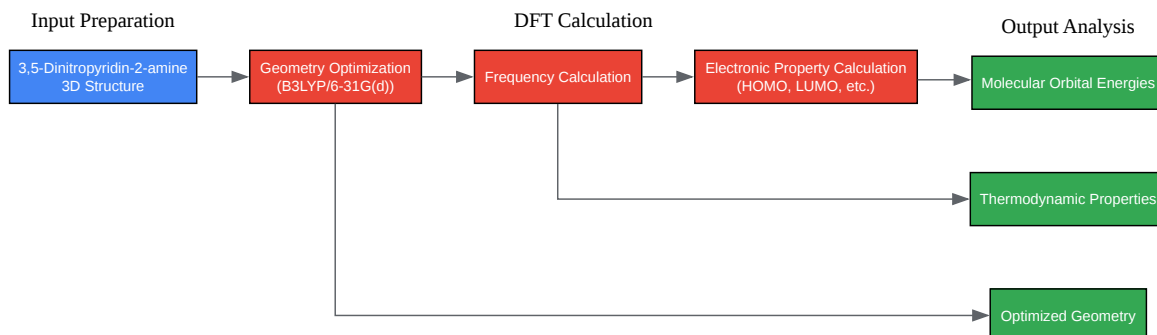 Input Preparation
DFT Calculation
Output Analysis
3,5-Dinitropyridin-2-amine
3D Structure
Geometry Optimization
(B3LYP/6-31G(d))
Frequency Calculation
Electronic Property Calculation
(HOMO, LUMO, etc.)
Molecular Orbital Energies
Thermodynamic Properties
Optimized Geometry